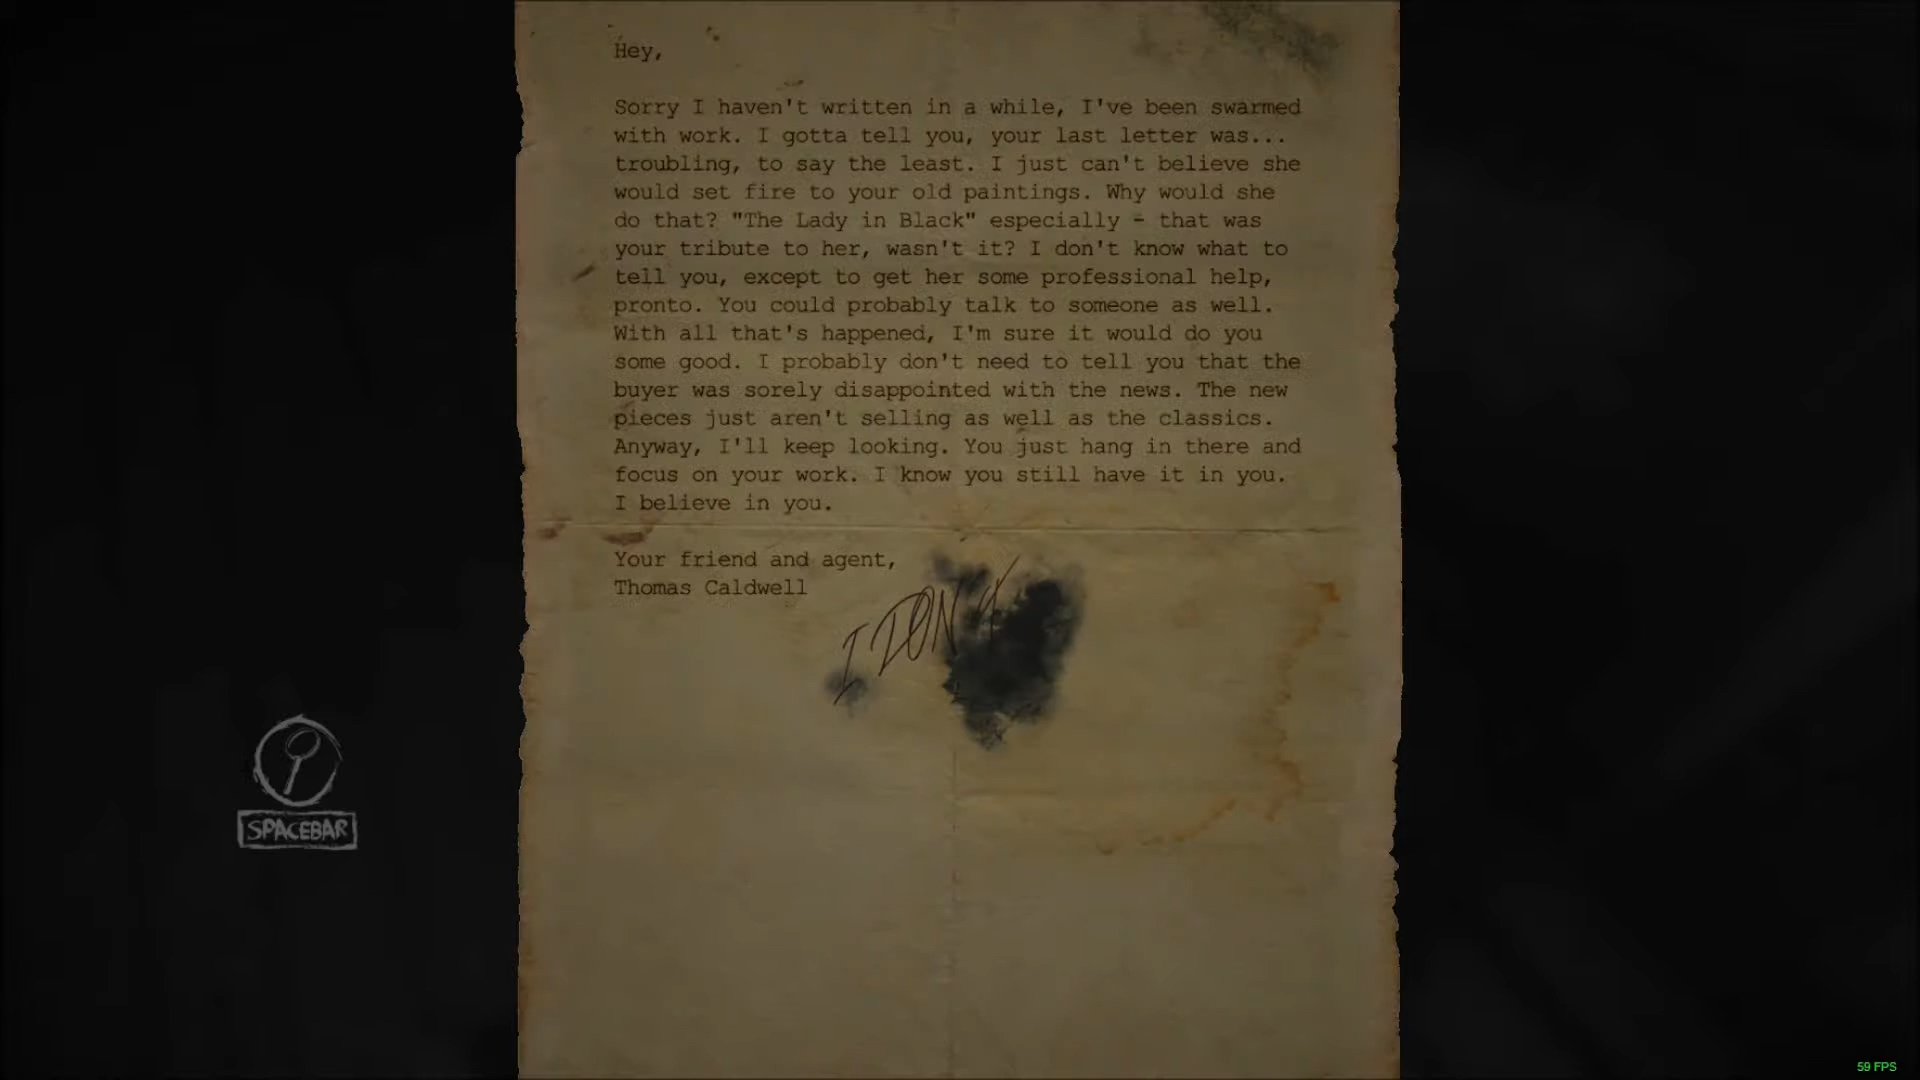 Hey,
Sorry I haven't written in a while, I've been swarmed
with work. I gotta tell you, your last letter was...
troubling, to say the least. I just can't believe she
would set fire to your old paintings. Why would she
do that? "The Lady in Black" especially - that was
your tribute to her, wasn't it? I don't know what to
tell you, except to get her some professional help,
pronto. You could probably talk to someone as well.
With all that's happened, I'm sure it would do you
some good. I probably don't need to tell you that the
buyer was sorely disappointed with the news. The new
pieces just aren't selling as well as the classics.
Anyway, I'll keep looking. You just hang in there and
focus on your work. I know you still have it in you.
I believe in you.
Your friend and agent,
Thomas Caldwell
I DON'T
SPACEBAR
59 FPS